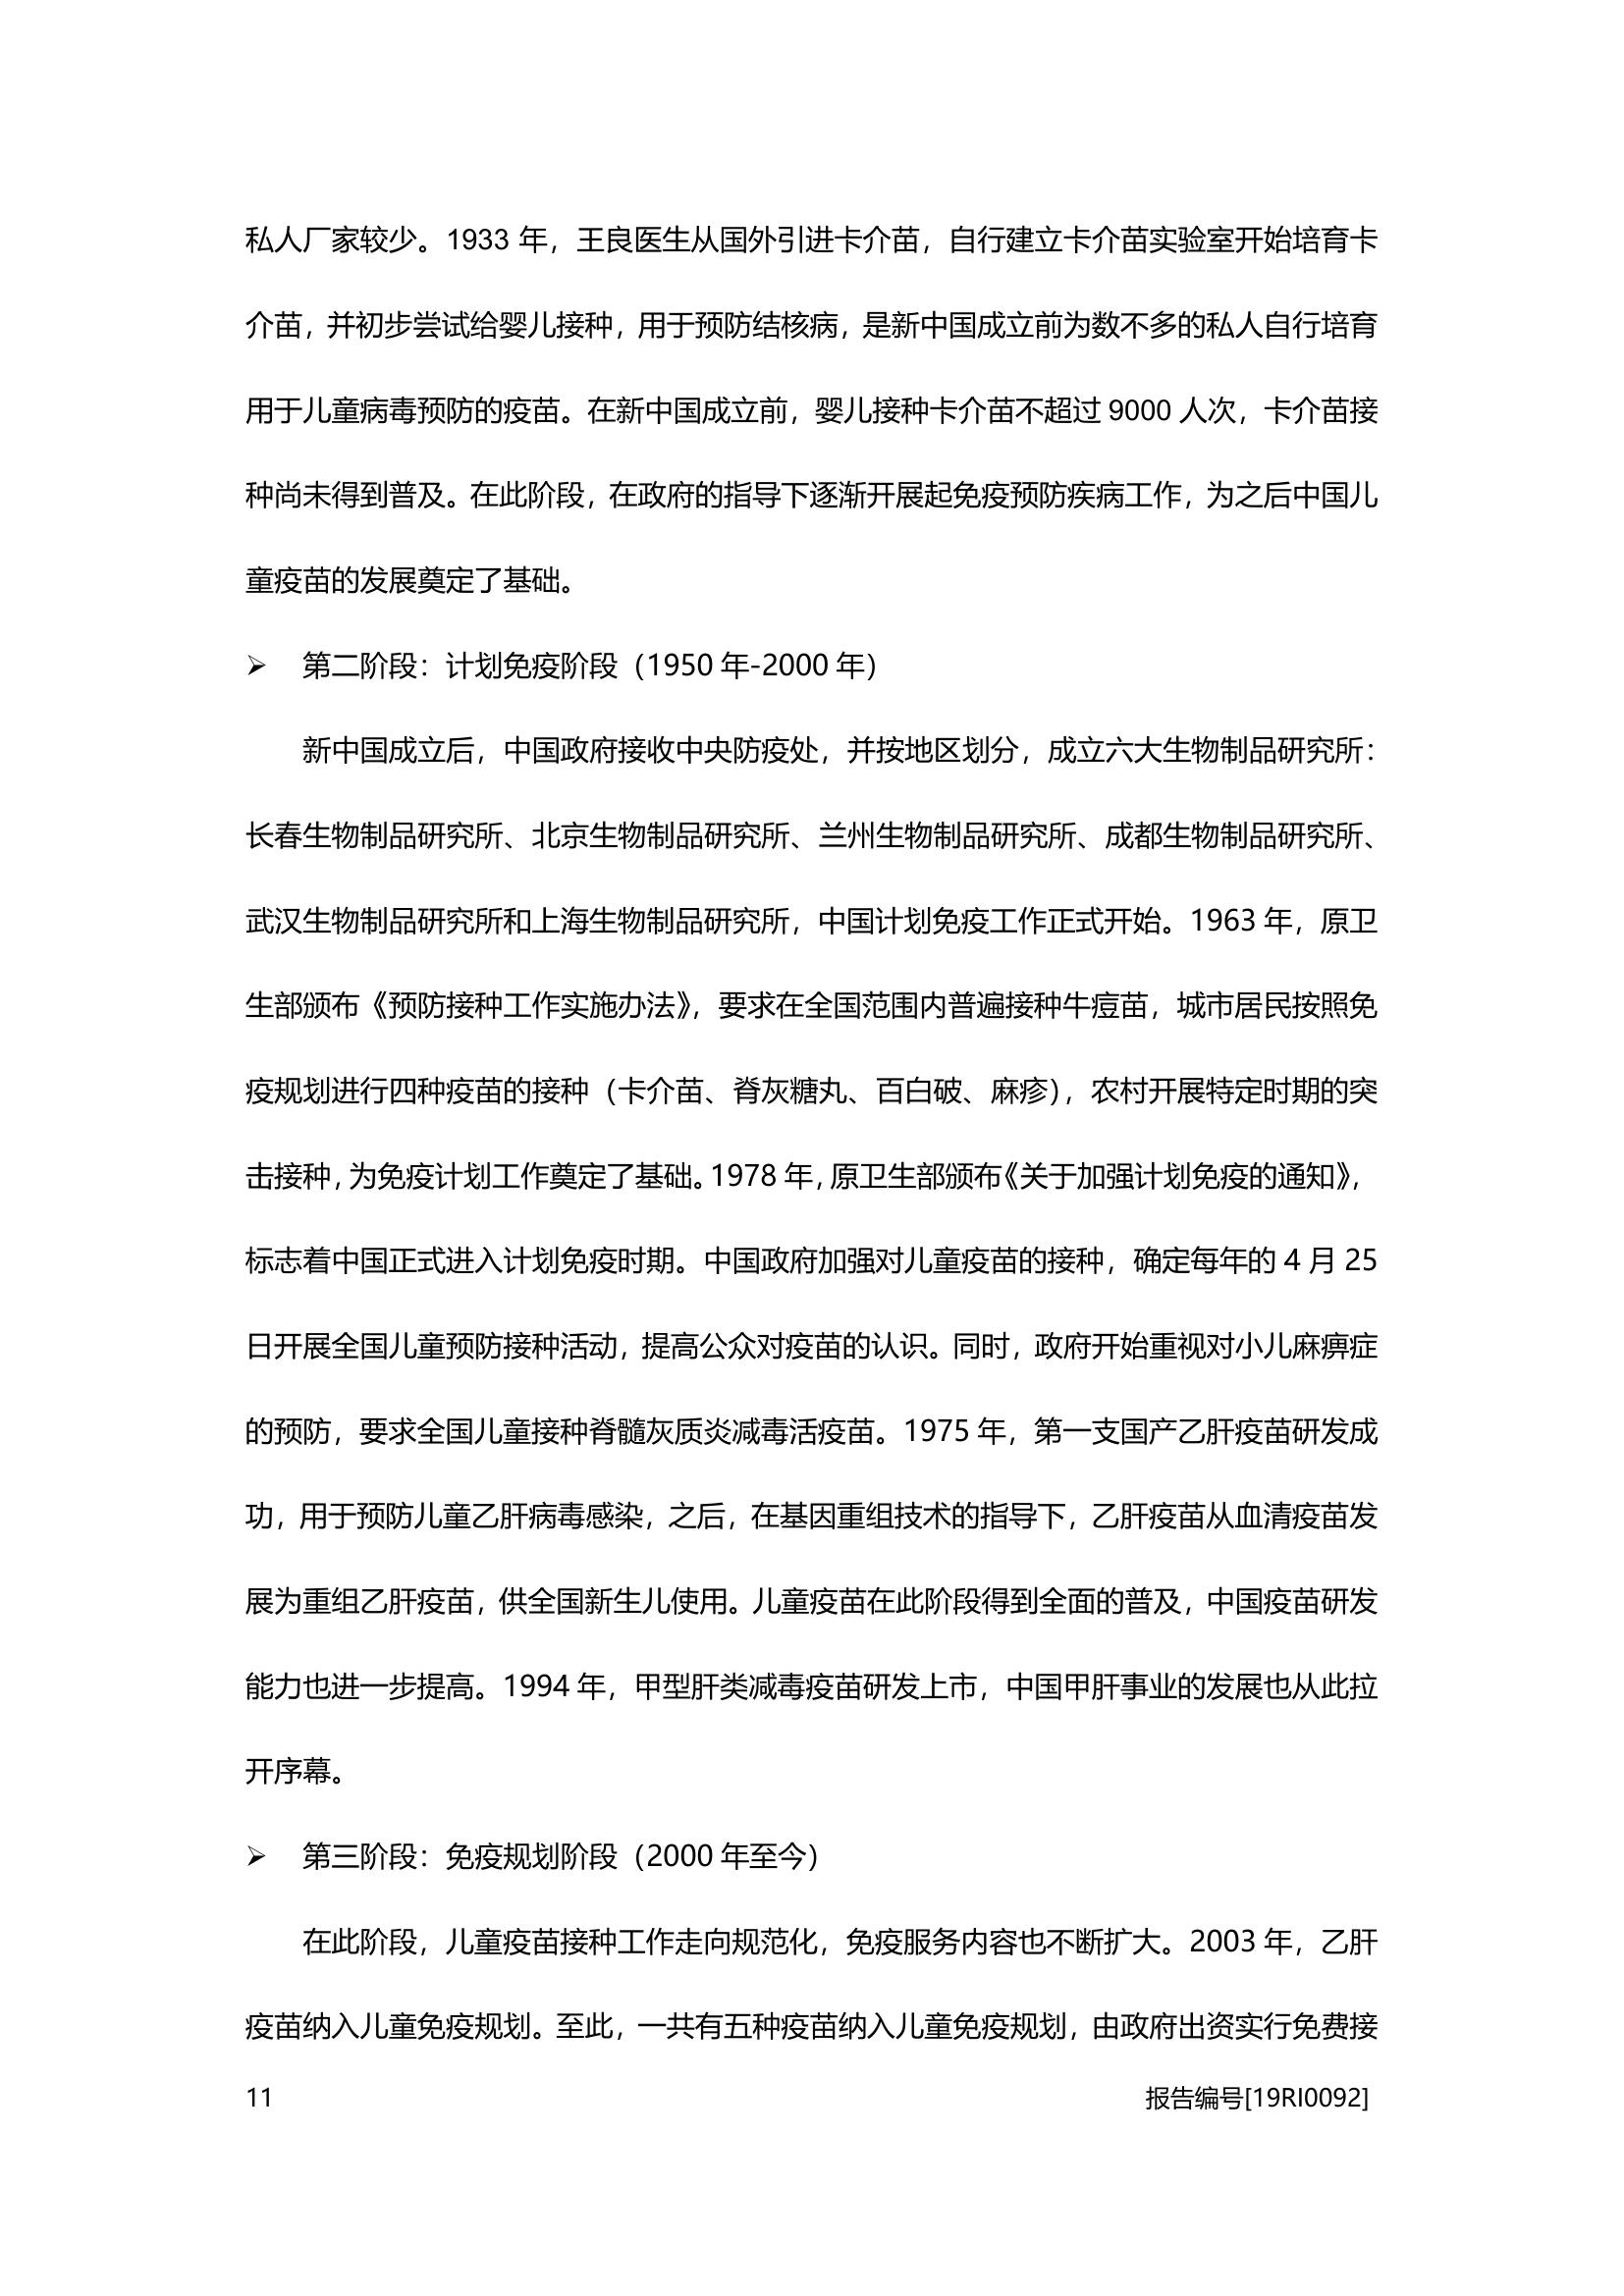 私人厂家较少。1933 年，王良医生从国外引进卡介苗，自行建立卡介苗实验室开始培育卡
介苗，并初步尝试给婴儿接种，用于预防结核病，是新中国成立前为数不多的私人自行培育
用于儿童病毒预防的疫苗。在新中国成立前，婴儿接种卡介苗不超过 9000 人次，卡介苗接
种尚未得到普及。在此阶段，在政府的指导下逐渐开展起免疫预防疾病工作，为之后中国儿
童疫苗的发展奠定了基础。
➢ 第二阶段：计划免疫阶段（1950 年-2000 年）
新中国成立后，中国政府接收中央防疫处，并按地区划分，成立六大生物制品研究所：
长春生物制品研究所、北京生物制品研究所、兰州生物制品研究所、成都生物制品研究所、
武汉生物制品研究所和上海生物制品研究所，中国计划免疫工作正式开始。1963 年，原卫
生部颁布《预防接种工作实施办法》，要求在全国范围内普遍接种牛痘苗，城市居民按照免
疫规划进行四种疫苗的接种（卡介苗、脊灰糖丸、百白破、麻疹），农村开展特定时期的突
击接种，为免疫计划工作奠定了基础。1978 年，原卫生部颁布《关于加强计划免疫的通知》，
标志着中国正式进入计划免疫时期。中国政府加强对儿童疫苗的接种，确定每年的 4 月 25
日开展全国儿童预防接种活动，提高公众对疫苗的认识。同时，政府开始重视对小儿麻痹症
的预防，要求全国儿童接种脊髓灰质炎减毒活疫苗。1975 年，第一支国产乙肝疫苗研发成
功，用于预防儿童乙肝病毒感染，之后，在基因重组技术的指导下，乙肝疫苗从血清疫苗发
展为重组乙肝疫苗，供全国新生儿使用。儿童疫苗在此阶段得到全面的普及，中国疫苗研发
能力也进一步提高。1994 年，甲型肝类减毒疫苗研发上市，中国甲肝事业的发展也从此拉
开序幕。
➢ 第三阶段：免疫规划阶段（2000 年至今）
在此阶段，儿童疫苗接种工作走向规范化，免疫服务内容也不断扩大。2003 年，乙肝
疫苗纳入儿童免疫规划。至此，一共有五种疫苗纳入儿童免疫规划，由政府出资实行免费接
11 报告编号[19RI0092]